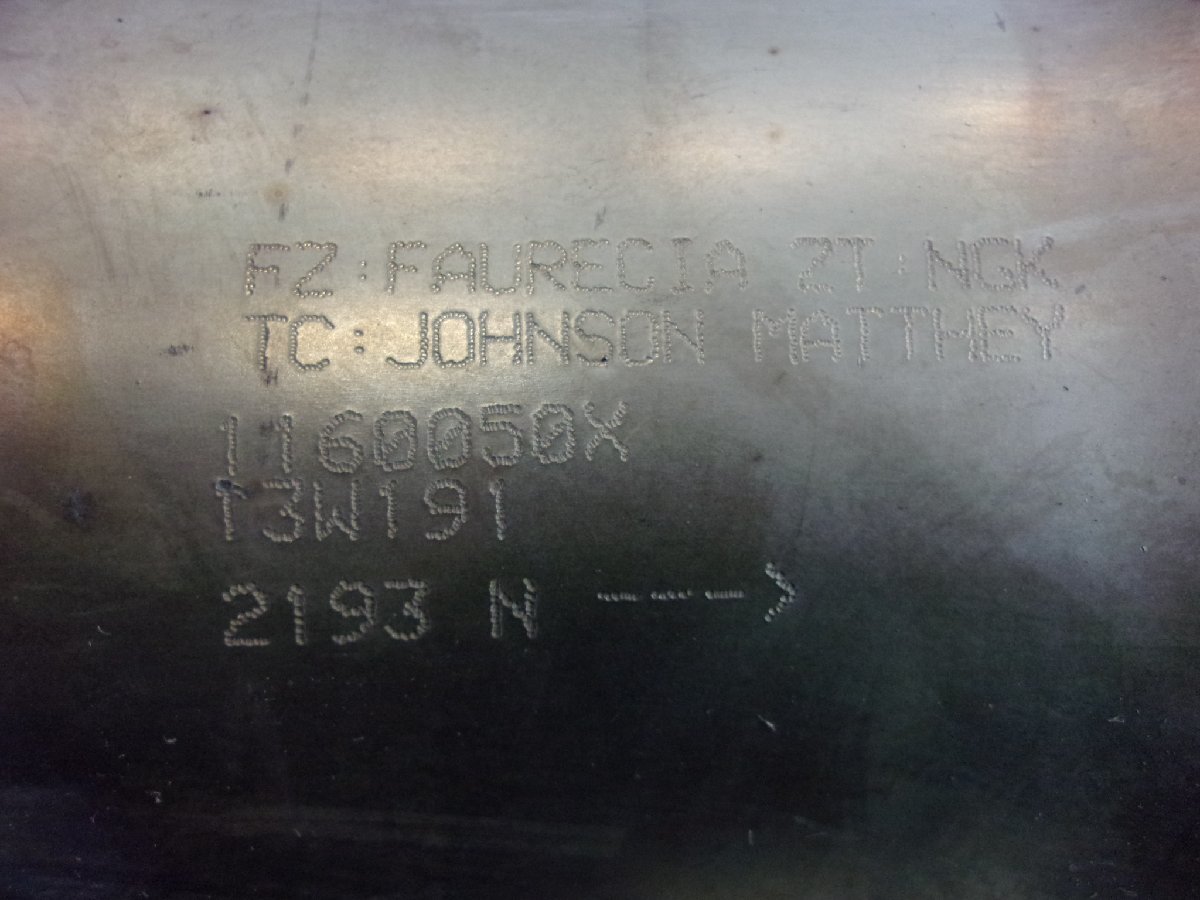 FZ:FAURECIA ZT:NGK
TC:JOHNSON MATTHEY
1160050X
T3W191
2193 N --->